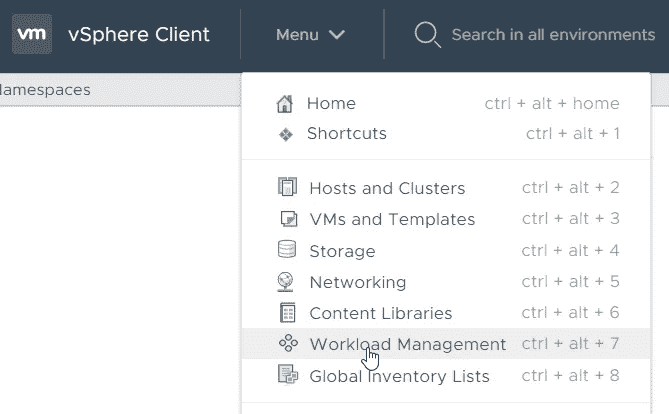 vm vSphere Client Menu Search in all environments
Namespaces
Home ctrl + alt + home
Shortcuts ctrl + alt + 1
Hosts and Clusters ctrl + alt + 2
VMs and Templates ctrl + alt + 3
Storage ctrl + alt + 4
Networking ctrl + alt + 5
Content Libraries ctrl + alt + 6
Workload Management ctrl + alt + 7
Global Inventory Lists ctrl + alt + 8